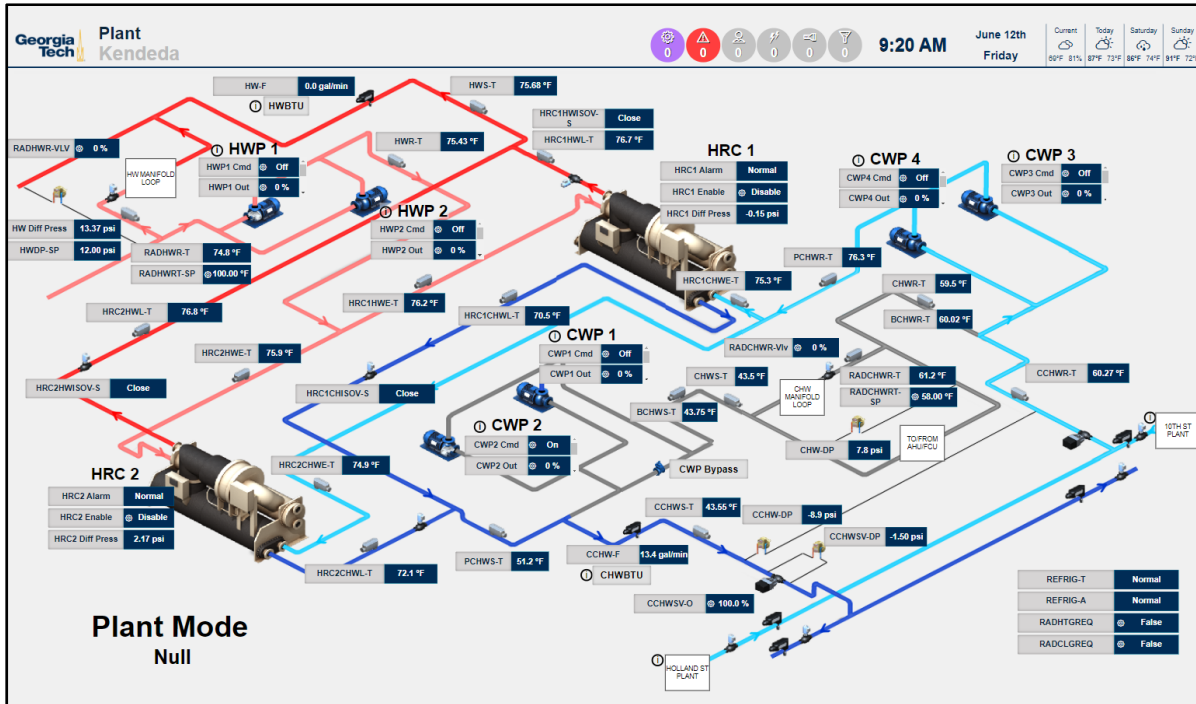 Georgia Tech
Plant
Kendeda
0 0 0 0 0 0
9:20 AM
June 12th
Friday
Current Today Saturday Sunday
69°F 81% 87°F 73°F 86°F 74°F 91°F 72°F
HW-F 0.0 gal/min
HWBTU
HWS-T 75.68 °F
HRC1HWISOV-S Close
HRC1HWL-T 76.7 °F
RADHWR-VLV 0 %
HW MANIFOLD LOOP
HWP 1
HWP1 Cmd Off
HWP1 Out 0 %
HWR-T 75.43 °F
HWP 2
HWP2 Cmd Off
HWP2 Out 0 %
HRC 1
HRC1 Alarm Normal
HRC1 Enable Disable
HRC1 Diff Press -0.15 psi
CWP 4
CWP4 Cmd Off
CWP4 Out 0 %
CWP 3
CWP3 Cmd Off
CWP3 Out 0 %
HW Diff Press 13.37 psi
HWDP-SP 12.00 psi
RADHWR-T 74.8 °F
RADHWRT-SP 100.00 °F
PCHWR-T 76.3 °F
HRC1CHWE-T 75.3 °F
CHWR-T 59.5 °F
HRC2HWL-T 76.8 °F
HRC1HWE-T 76.2 °F
HRC1CHWL-T 70.5 °F
BCHWR-T 60.02 °F
HRC2HWE-T 75.9 °F
CWP 1
CWP1 Cmd Off
CWP1 Out 0 %
RADCHWR-Vlv 0 %
CHWS-T 43.5 °F
CHW MANIFOLD LOOP
RADCHWR-T 61.2 °F
RADCHWRT-SP 58.00 °F
CCHWR-T 60.27 °F
HRC2HWISOV-S Close
HRC1CHISOV-S Close
BCHWS-T 43.75 °F
10TH ST PLANT
CWP 2
CWP2 Cmd On
CWP2 Out 0 %
CHW-DP 7.8 psi
TO/FROM AHU/FCU
HRC 2
HRC2 Alarm Normal
HRC2 Enable Disable
HRC2 Diff Press 2.17 psi
HRC2CHWE-T 74.9 °F
CWP Bypass
CCHWS-T 43.55 °F
CCHW-DP -8.9 psi
CCHWSV-DP -1.50 psi
HRC2CHWL-T 72.1 °F
PCHWS-T 51.2 °F
CCHW-F 13.4 gal/min
CHWBTU
CCHWSV-O 100.0 %
REFRIG-T Normal
REFRIG-A Normal
RADHTGREQ False
RADCLGREQ False
Plant Mode
Null
HOLLAND ST PLANT